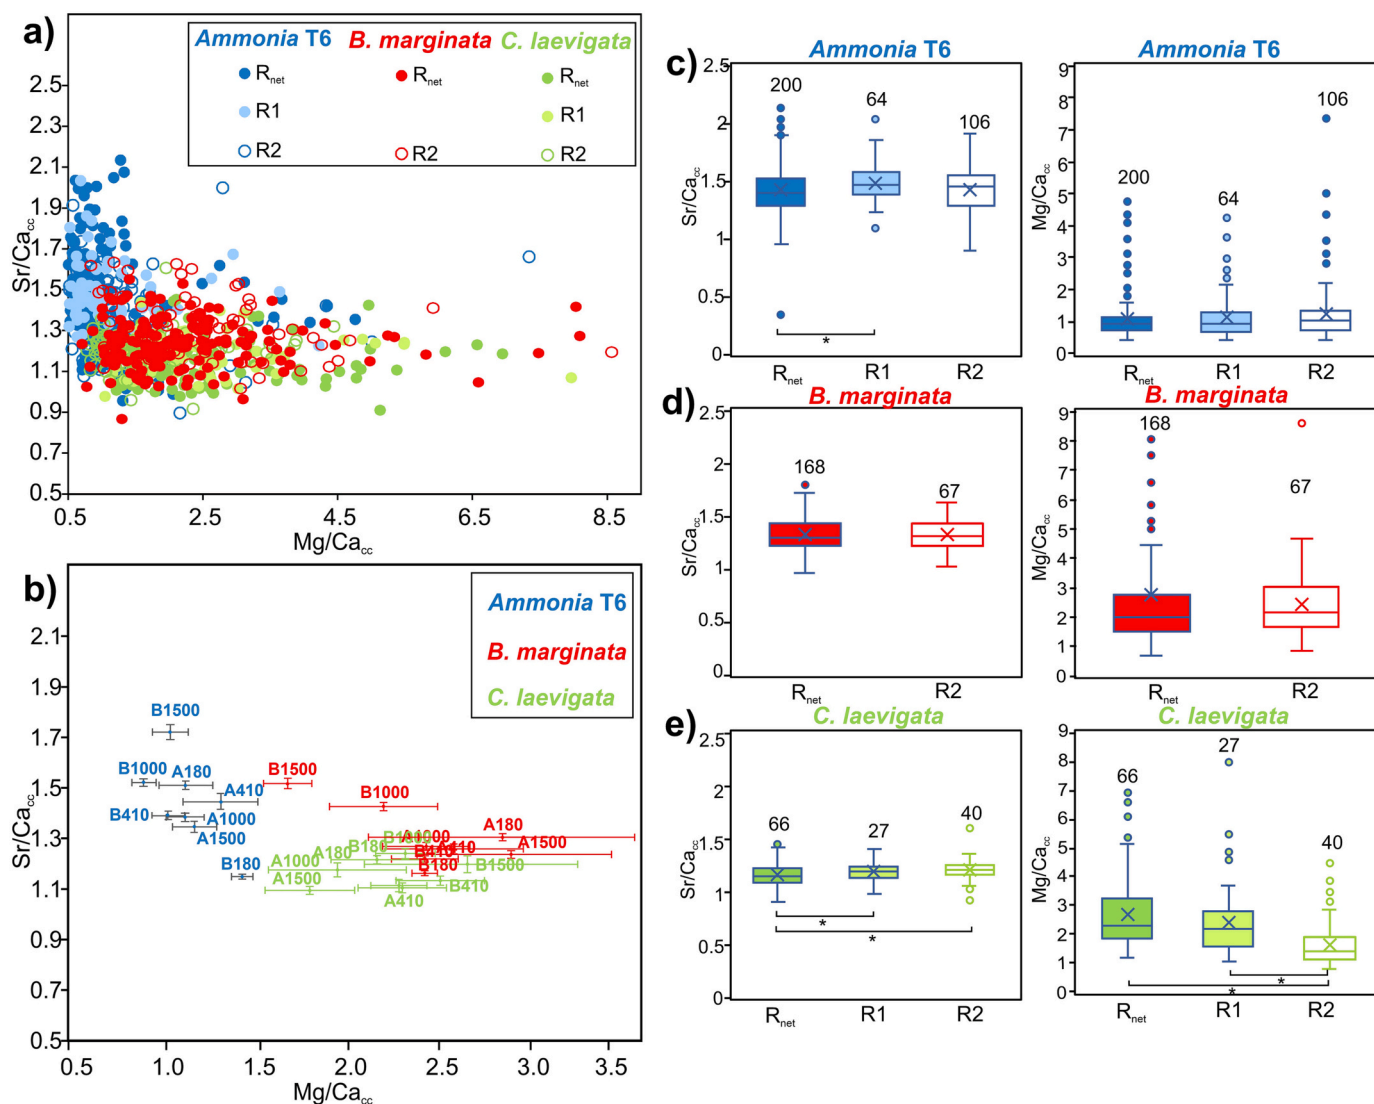 a)
Ammonia T6 B. marginata C. laevigata
Rnet Rnet Rnet
R1 R1
R2 R2 R2
Sr/Cacc
2.5
2.3
2.1
1.9
1.7
1.5
1.3
1.1
0.9
0.5
0.5 2.5 4.5 6.5 8.5
Mg/Cacc
b)
Ammonia T6
B. marginata
C. laevigata
Sr/Cacc
2.1
1.9
1.7
1.5
1.3
1.1
0.9
0.7
0.5
B1500
B1000 A180 B1500
A410 B1000
B410 A1000 A180
A1500 A1500
B180 A1000 A180 B180 B410 B180 B1500
A1500 B410
A410
0.5 1.0 1.5 2.0 2.5 3.0 3.5
Mg/Cacc
c)
Ammonia T6
Sr/Cacc
2.5
2
1.5
1
0.5
0
200 64 106
*
Rnet R1 R2
Mg/Cacc
9
8
7
6
5
4
3
2
1
0
200 64 106
Rnet R1 R2
d)
B. marginata
Sr/Cacc
2.5
2
1.5
1
0.5
0
168 67
Rnet R2
B. marginata
Mg/Cacc
9
8
7
6
5
4
3
2
1
0
168 67
Rnet R2
e)
C. laevigata
Sr/Cacc
2.5
2
1.5
1
0.5
0
66 27 40
*
*
Rnet R1 R2
C. laevigata
Mg/Cacc
9
8
7
6
5
4
3
2
1
0
66 27 40
*
*
Rnet R1 R2